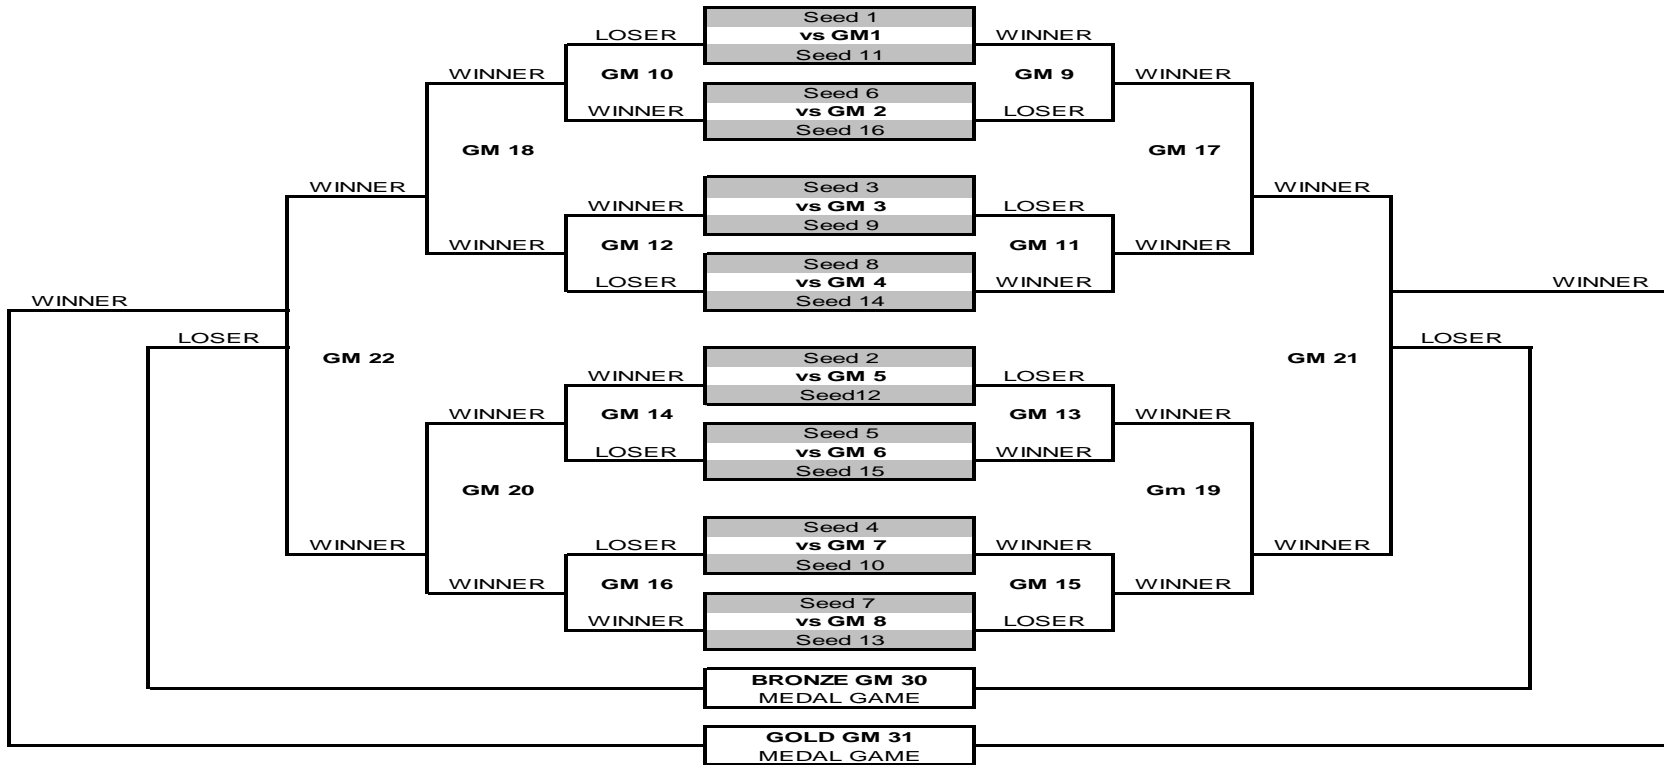 Seed 1
LOSER vs GM1 WINNER
Seed 11
WINNER GM 10 GM 9 WINNER
Seed 6
WINNER vs GM 2 LOSER
Seed 16
GM 18 GM 17
WINNER Seed 3 WINNER
WINNER vs GM 3 LOSER
Seed 9
WINNER GM 12 GM 11 WINNER
Seed 8
LOSER vs GM 4 WINNER WINNER
WINNER Seed 14
LOSER LOSER
GM 22 Seed 2 GM 21
WINNER vs GM 5 LOSER
Seed12
WINNER GM 14 GM 13 WINNER
Seed 5
LOSER vs GM 6 WINNER
Seed 15
GM 20 Gm 19
Seed 4
WINNER LOSER vs GM 7 WINNER WINNER
Seed 10
GM 16 GM 15
WINNER WINNER
Seed 7
WINNER vs GM 8 LOSER
Seed 13
BRONZE GM 30
MEDAL GAME
GOLD GM 31
MEDAL GAME